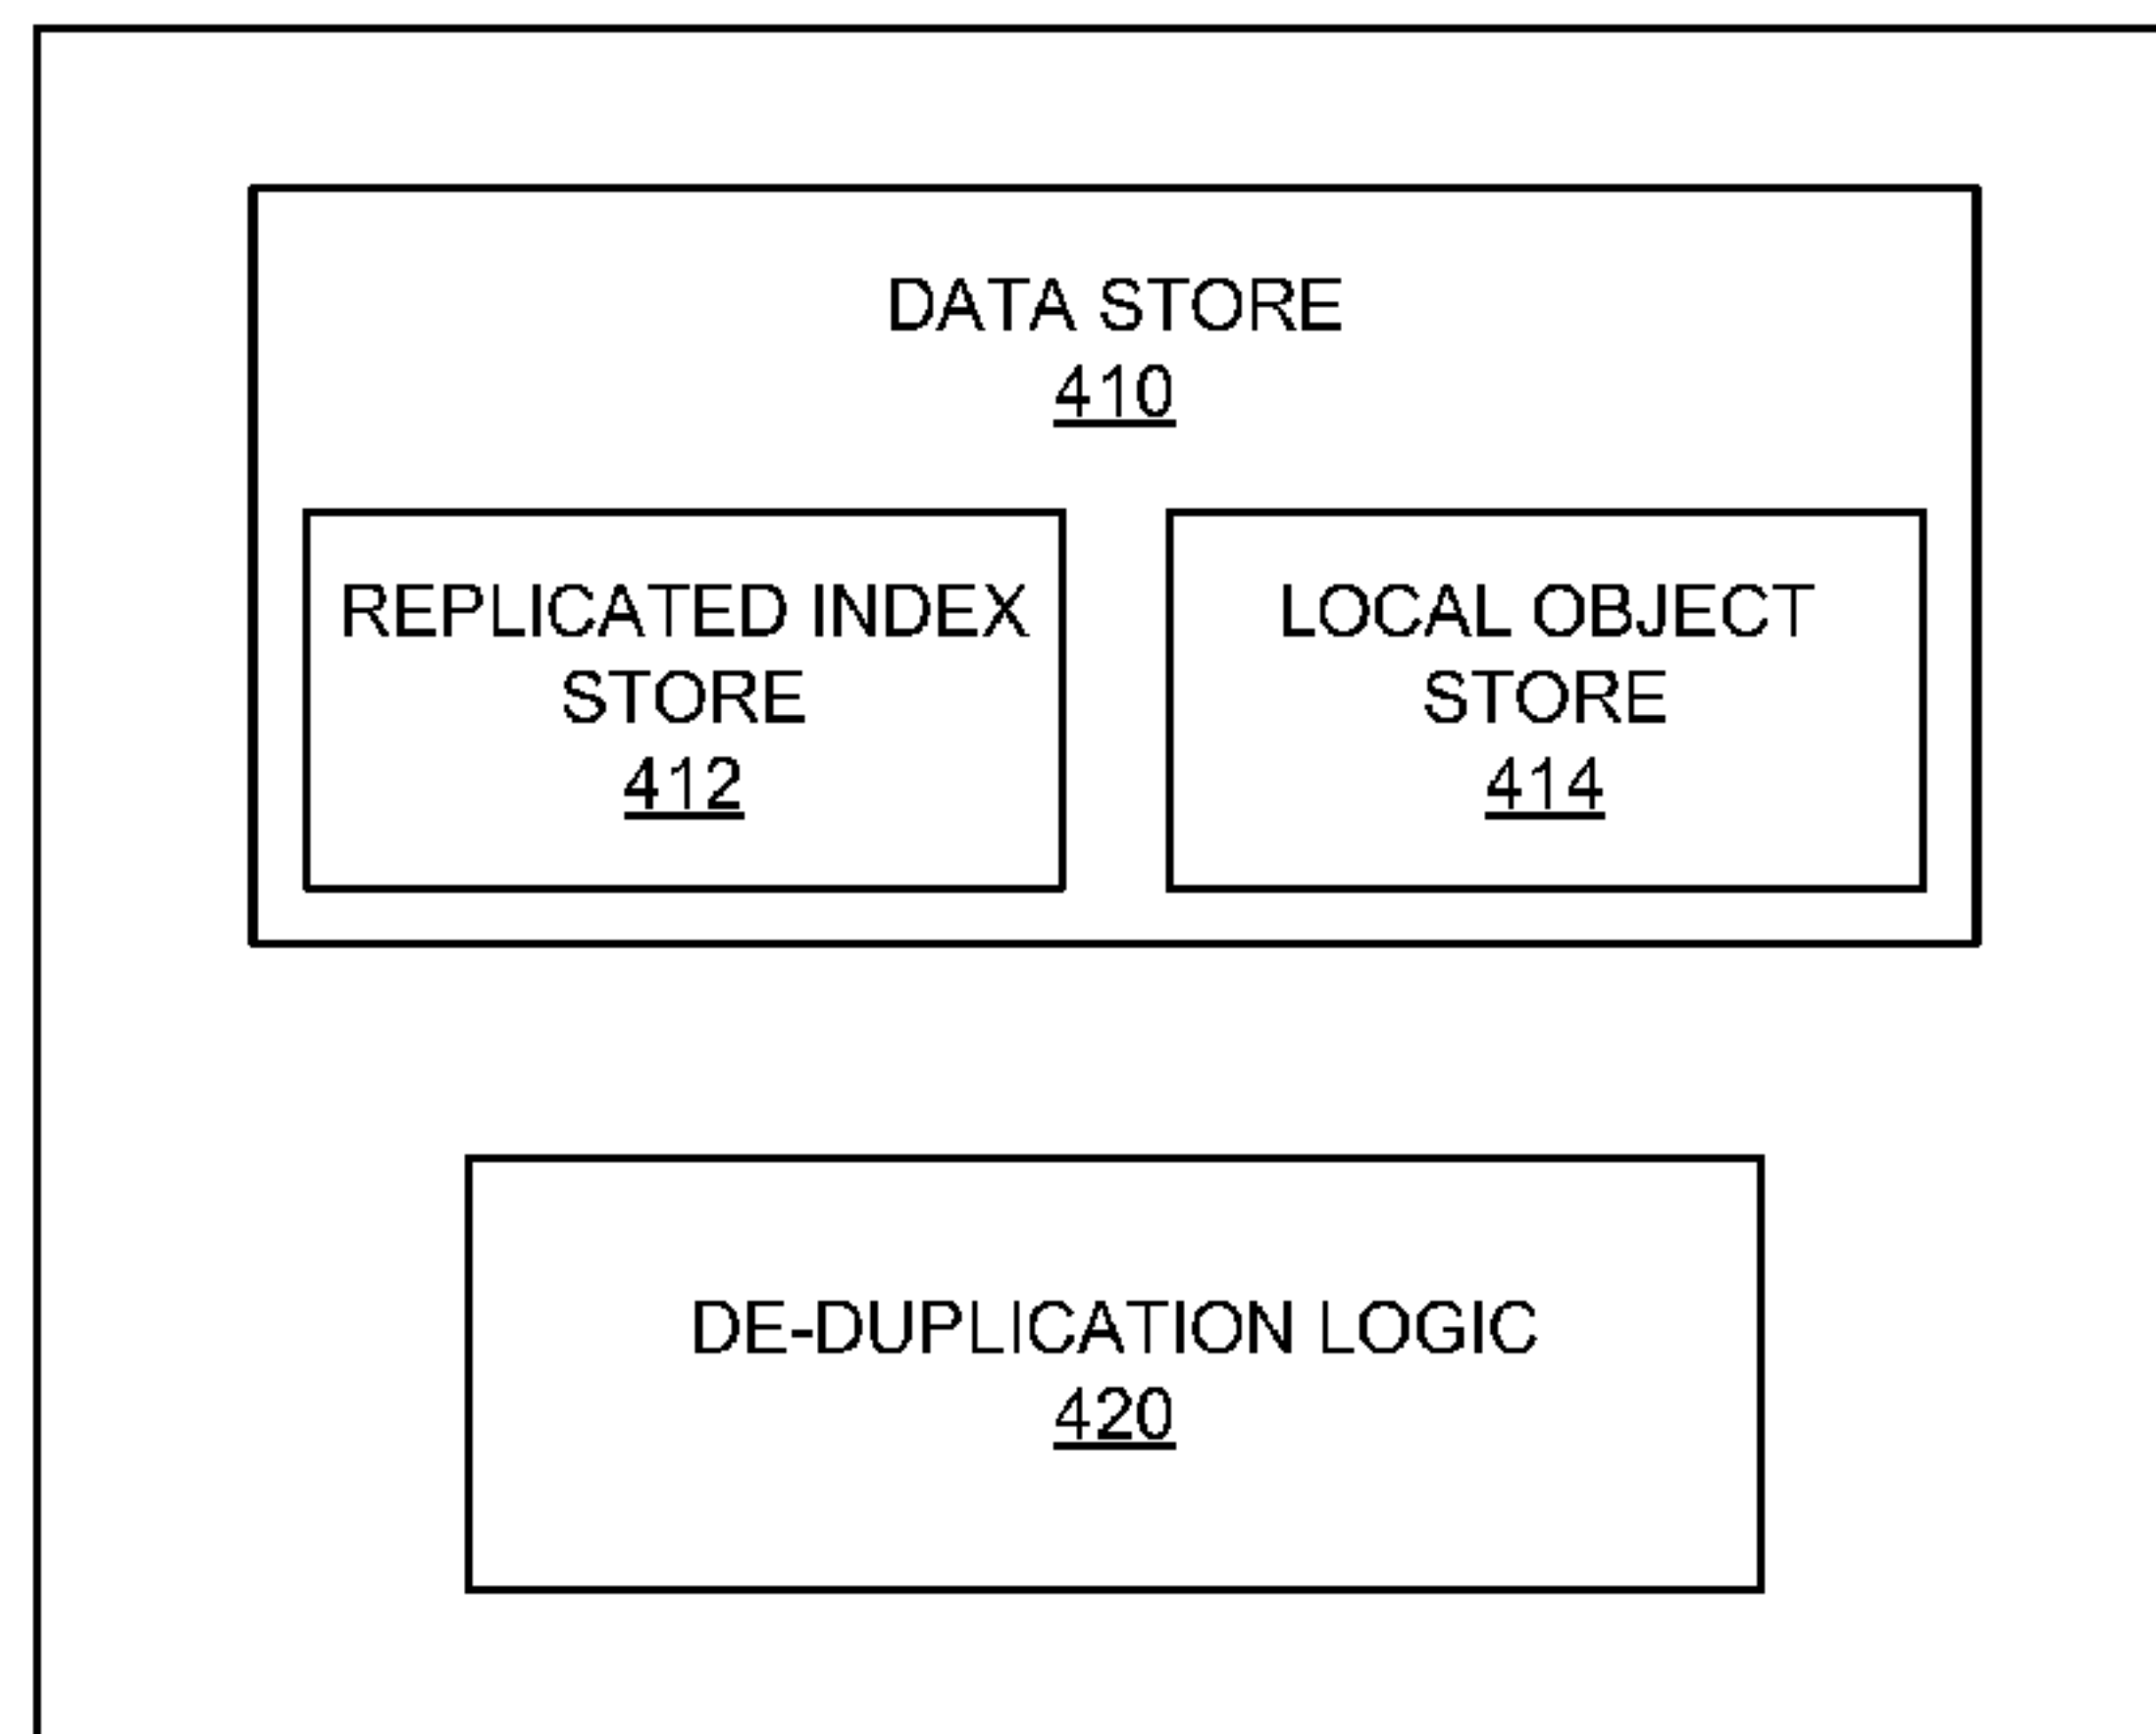 DATA STORE
410
REPLICATED INDEX
STORE
412
LOCAL OBJECT
STORE
414
DE-DUPLICATION LOGIC
420